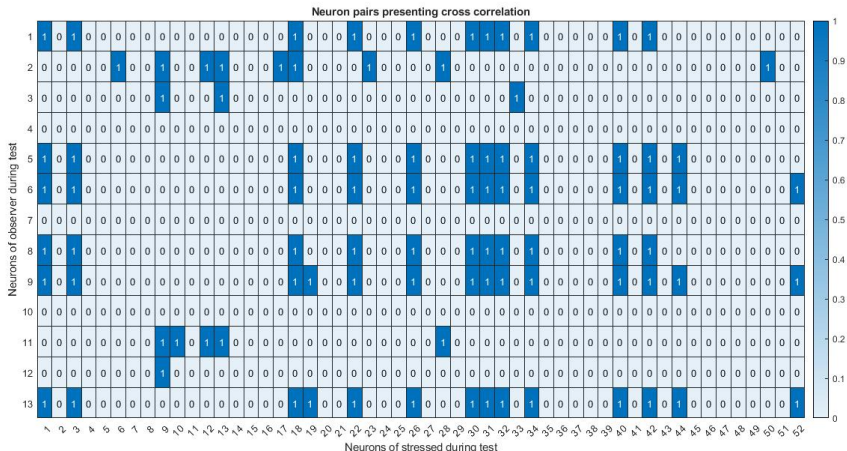 Neuron pairs presenting cross correlation
1 1 0 1 0 0 0 0 0 0 0 0 0 0 0 0 0 0 1 0 0 0 1 0 0 0 1 0 0 0 1 1 1 0 1 0 0 0 0 0 1 0 1 0 0 0 0 0 0 0 0 0 0
2 0 0 0 0 0 1 0 0 1 0 0 1 1 0 0 0 1 1 0 0 0 0 1 0 0 0 0 1 0 0 0 0 0 0 0 0 0 0 0 0 0 0 0 0 0 0 0 0 0 1 0 0
3 0 0 0 0 0 0 0 0 1 0 0 0 1 0 0 0 0 0 0 0 0 0 0 0 0 0 0 0 0 0 0 0 1 0 0 0 0 0 0 0 0 0 0 0 0 0 0 0 0 0 0 0
4 0 0 0 0 0 0 0 0 0 0 0 0 0 0 0 0 0 0 0 0 0 0 0 0 0 0 0 0 0 0 0 0 0 0 0 0 0 0 0 0 0 0 0 0 0 0 0 0 0 0 0 0
5 1 0 1 0 0 0 0 0 0 0 0 0 0 0 0 0 0 1 0 0 0 1 0 0 0 1 0 0 0 1 1 1 0 1 0 0 0 0 0 1 0 1 0 1 0 0 0 0 0 0 0 0
6 1 0 1 0 0 0 0 0 0 0 0 0 0 0 0 0 0 1 0 0 0 1 0 0 0 1 0 0 0 1 1 1 0 1 0 0 0 0 0 1 0 1 0 1 0 0 0 0 0 0 0 1
7 0 0 0 0 0 0 0 0 0 0 0 0 0 0 0 0 0 0 0 0 0 0 0 0 0 0 0 0 0 0 0 0 0 0 0 0 0 0 0 0 0 0 0 0 0 0 0 0 0 0 0 0
8 1 0 1 0 0 0 0 0 0 0 0 0 0 0 0 0 0 1 0 0 0 1 0 0 0 1 0 0 0 1 1 1 0 1 0 0 0 0 0 1 0 1 0 0 0 0 0 0 0 0 0 0
9 1 0 1 0 0 0 0 0 0 0 0 0 0 0 0 0 0 1 1 0 0 1 0 0 0 1 0 0 0 1 1 1 0 1 0 0 0 0 0 1 0 1 0 1 0 0 0 0 0 0 0 1
10 0 0 0 0 0 0 0 0 0 0 0 0 0 0 0 0 0 0 0 0 0 0 0 0 0 0 0 0 0 0 0 0 0 0 0 0 0 0 0 0 0 0 0 0 0 0 0 0 0 0 0 0
11 0 0 0 0 0 0 0 0 1 1 0 1 1 0 0 0 0 0 0 0 0 0 0 0 0 0 0 1 0 0 0 0 0 0 0 0 0 0 0 0 0 0 0 0 0 0 0 0 0 0 0 0
12 0 0 0 0 0 0 0 0 1 0 0 0 0 0 0 0 0 0 0 0 0 0 0 0 0 0 0 0 0 0 0 0 0 0 0 0 0 0 0 0 0 0 0 0 0 0 0 0 0 0 0 0
13 1 0 1 0 0 0 0 0 0 0 0 0 0 0 0 0 0 1 1 0 0 1 0 0 0 1 0 0 0 1 1 1 0 1 0 0 0 0 0 1 0 1 0 1 0 0 0 0 0 0 0 1
1 2 3 4 5 6 7 8 9 10 11 12 13 14 15 16 17 18 19 20 21 22 23 24 25 26 27 28 29 30 31 32 33 34 35 36 37 38 39 40 41 42 43 44 45 46 47 48 49 50 51 52
Neurons of stressed during test
Neurons of observer during test
1
0.9
0.8
0.7
0.6
0.5
0.4
0.3
0.2
0.1
0